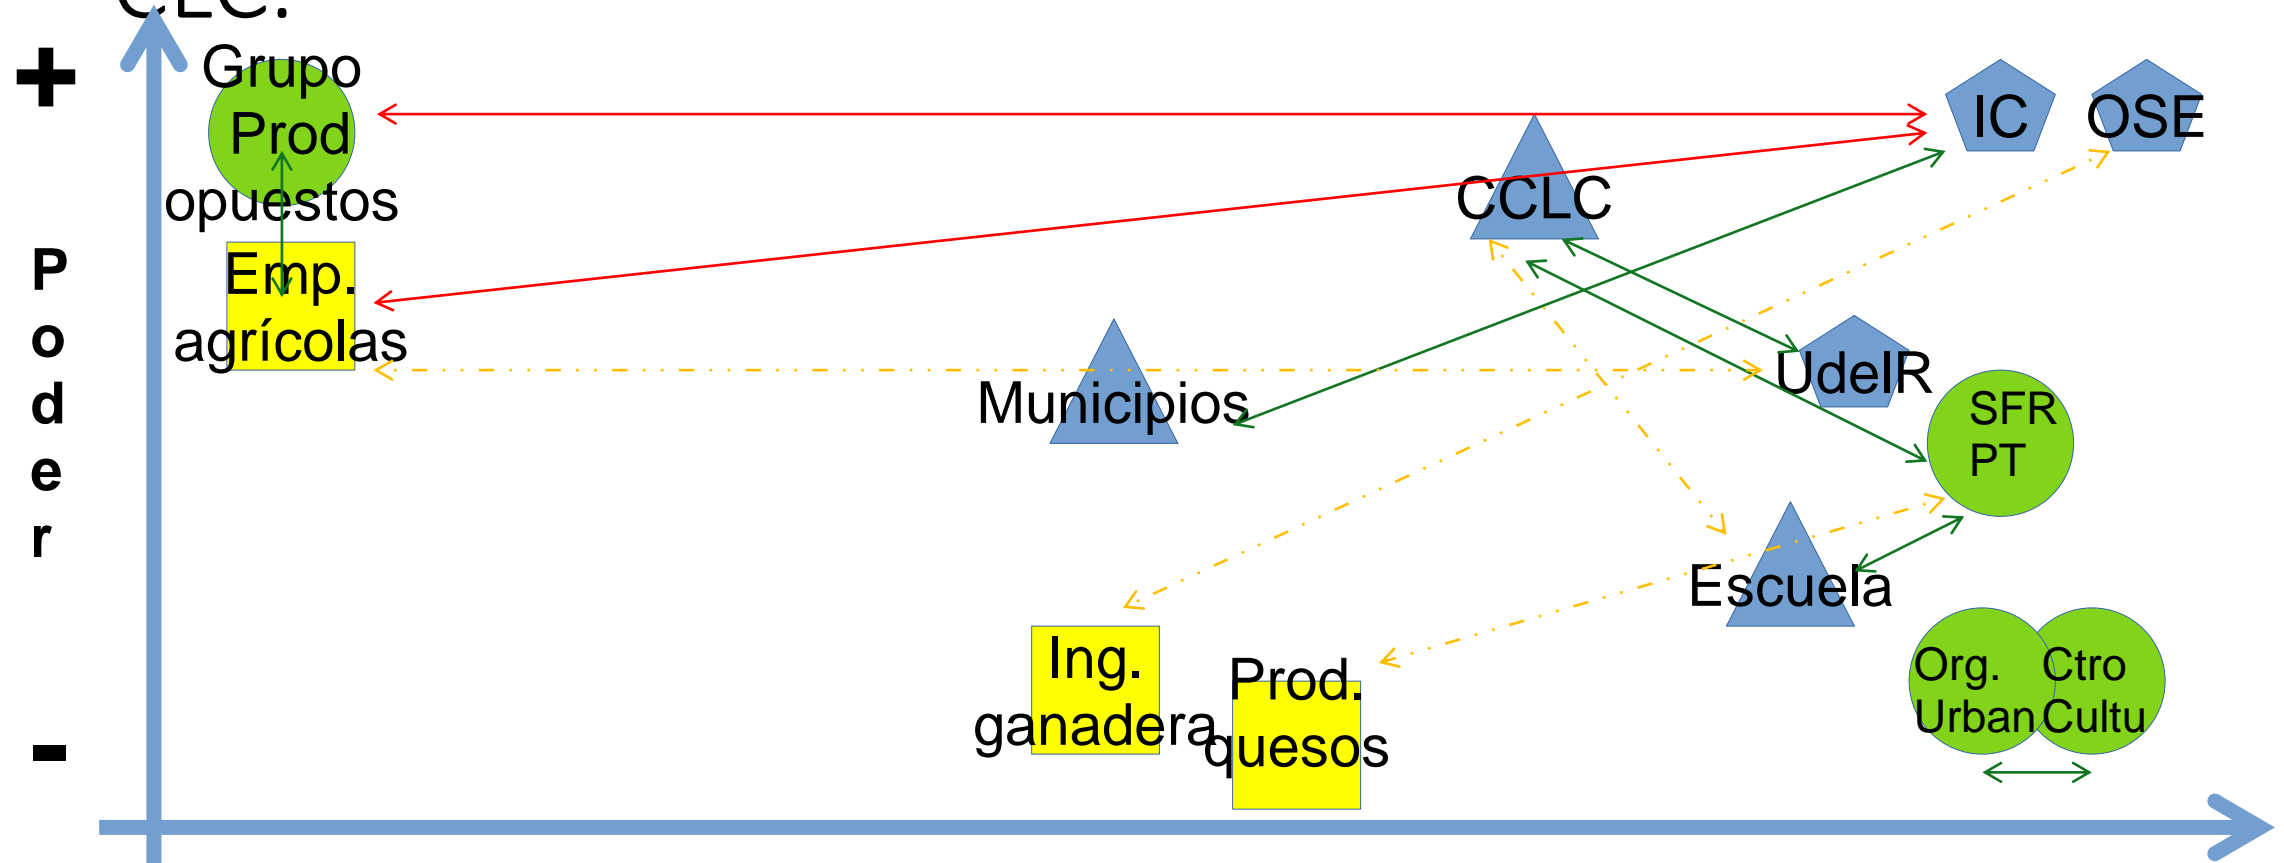 CLC.
+
Grupo
Prod
opuestos
IC
OSE
CCLC
P
o
d
e
r
Emp.
agrícolas
UdelR
Municipios
SFR
PT
Escuela
Ing.
ganadera
Prod.
quesos
Org.
Urban
Ctro
Cultu
-